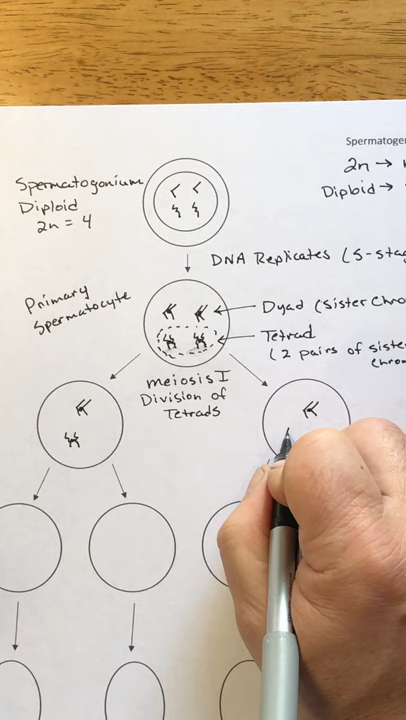 Spermatogen
2n →
Diploid →
Spermatogonium
Diploid
2n = 4
DNA Replicates (S-stag
Primary
Spermatocyte
Dyad (Sister Chro
Tetrad
(2 pairs of siste
chrom
meiosis I
Division of
Tetrads